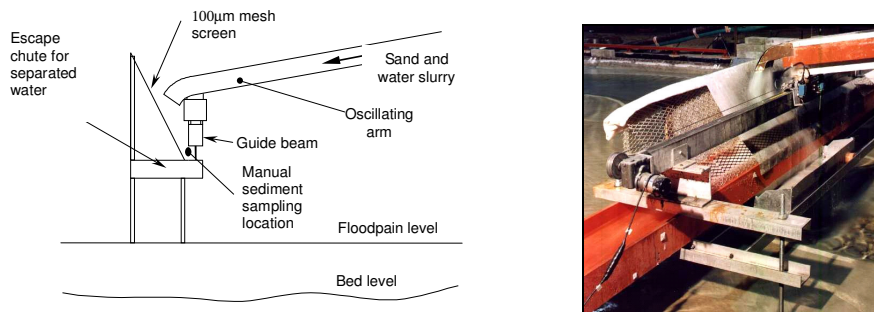 100µm mesh
screen
Escape
chute for
separated
water
Sand and
water slurry
Oscillating
arm
Guide beam
Manual
sediment
sampling
location
Floodpain level
Bed level